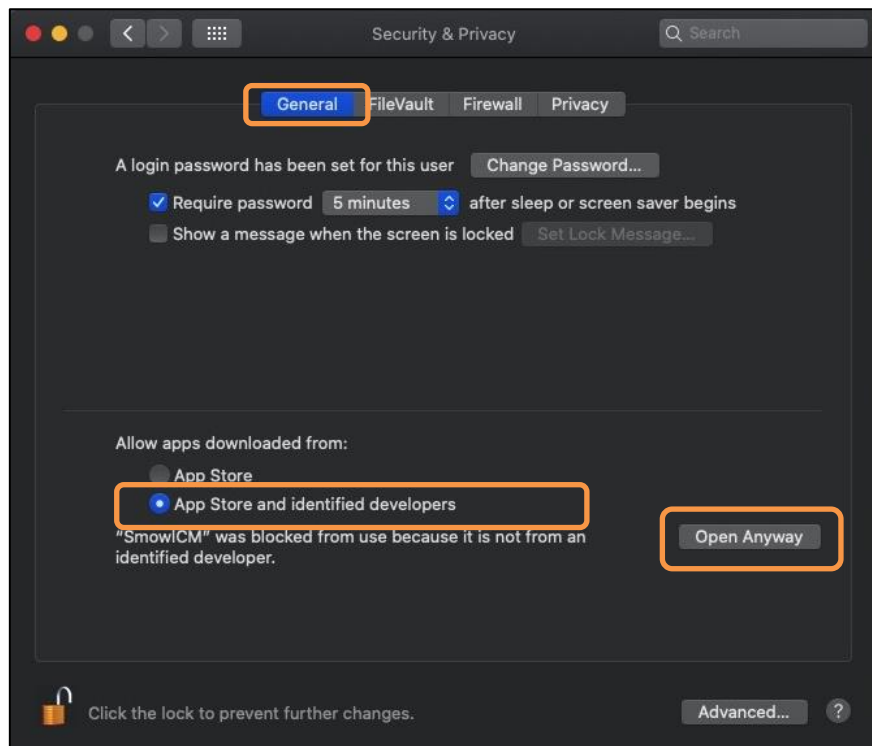 Security & Privacy
Search
General FileVault Firewall Privacy
A login password has been set for this user Change Password...
Require password 5 minutes after sleep or screen saver begins
Show a message when the screen is locked Set Lock Message...
Allow apps downloaded from:
App Store
App Store and identified developers
"SmowlCM" was blocked from use because it is not from an
identified developer.
Open Anyway
Click the lock to prevent further changes.
Advanced... ?